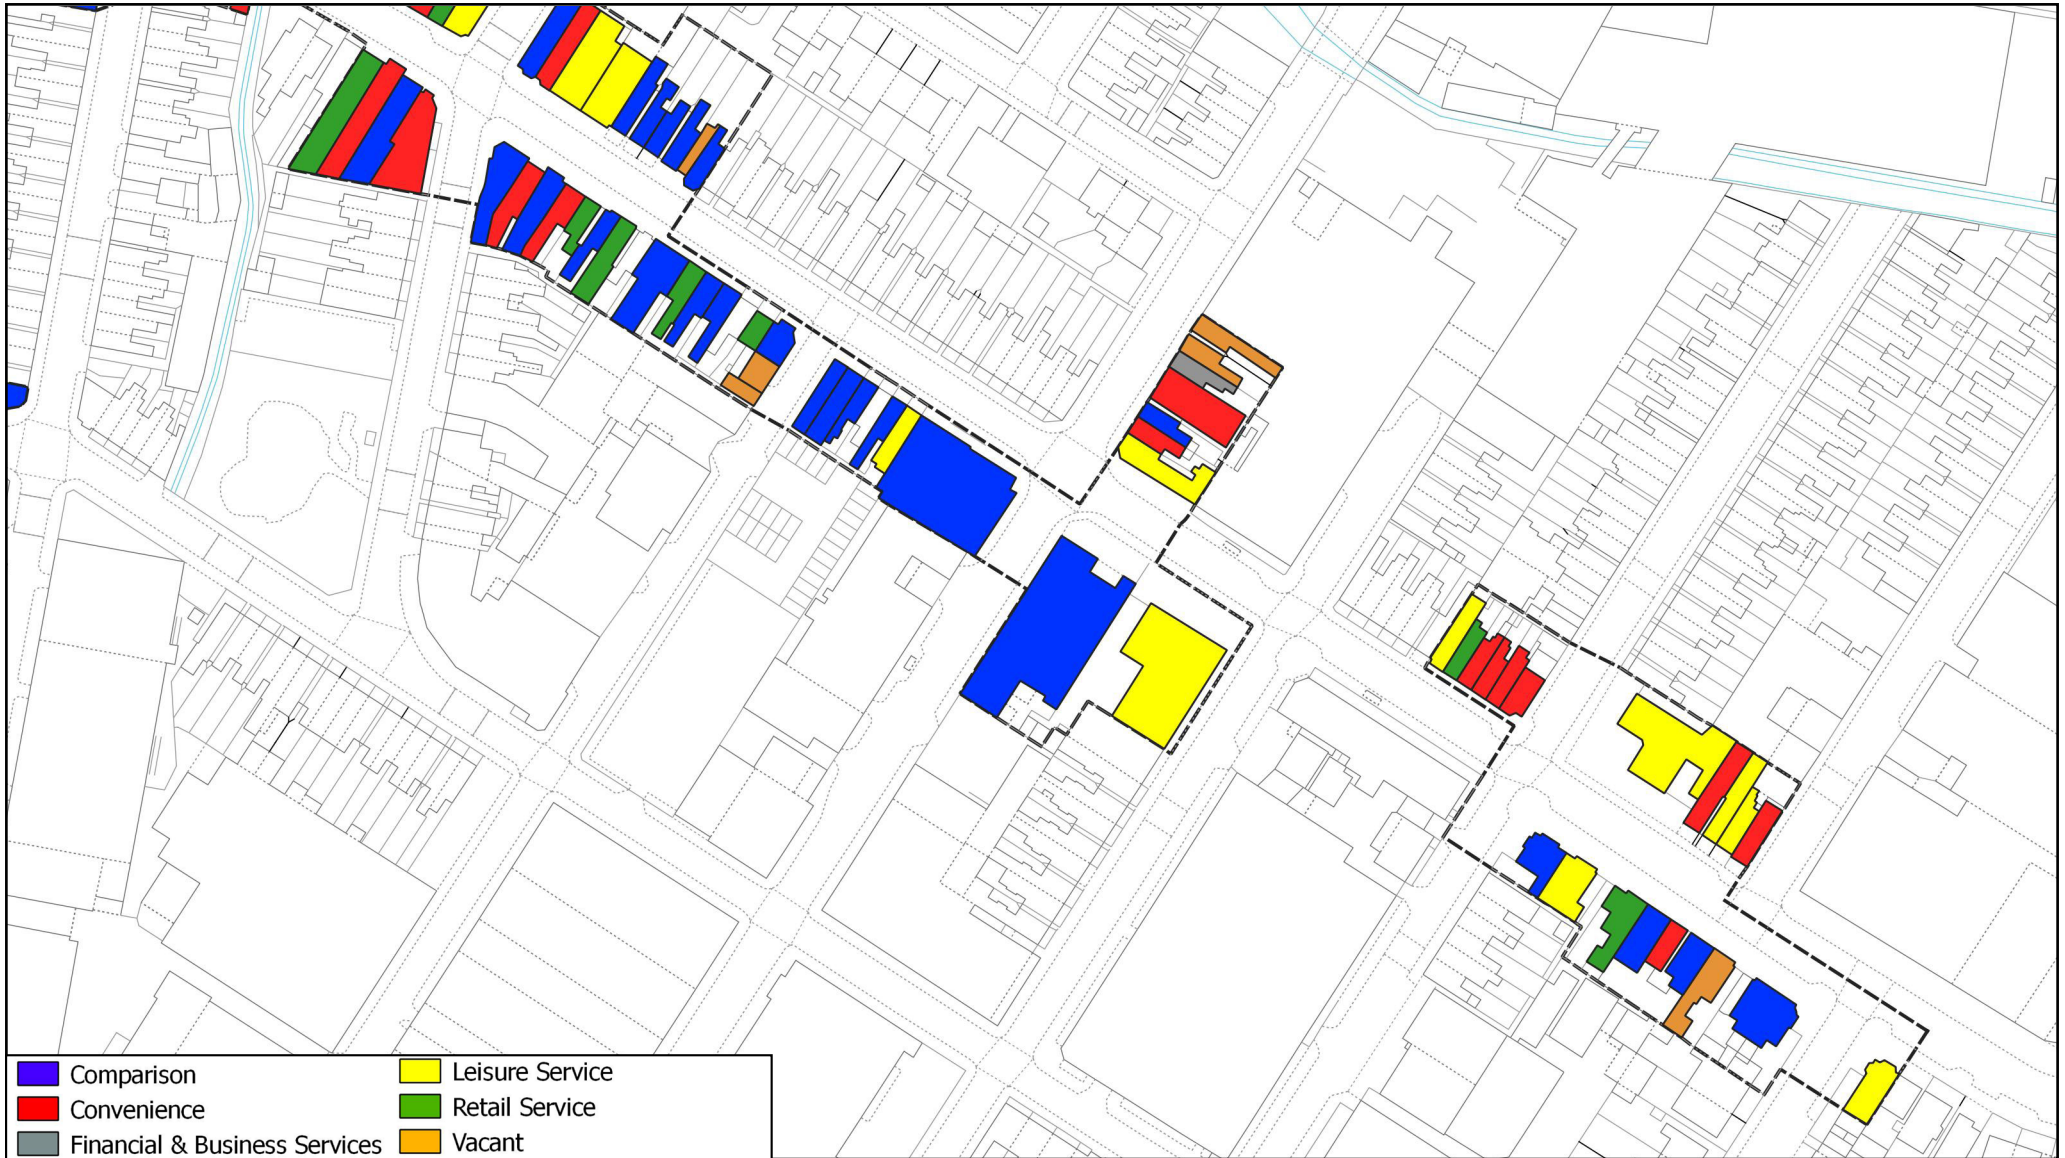 Comparison
Convenience
Financial & Business Services
Leisure Service
Retail Service
Vacant